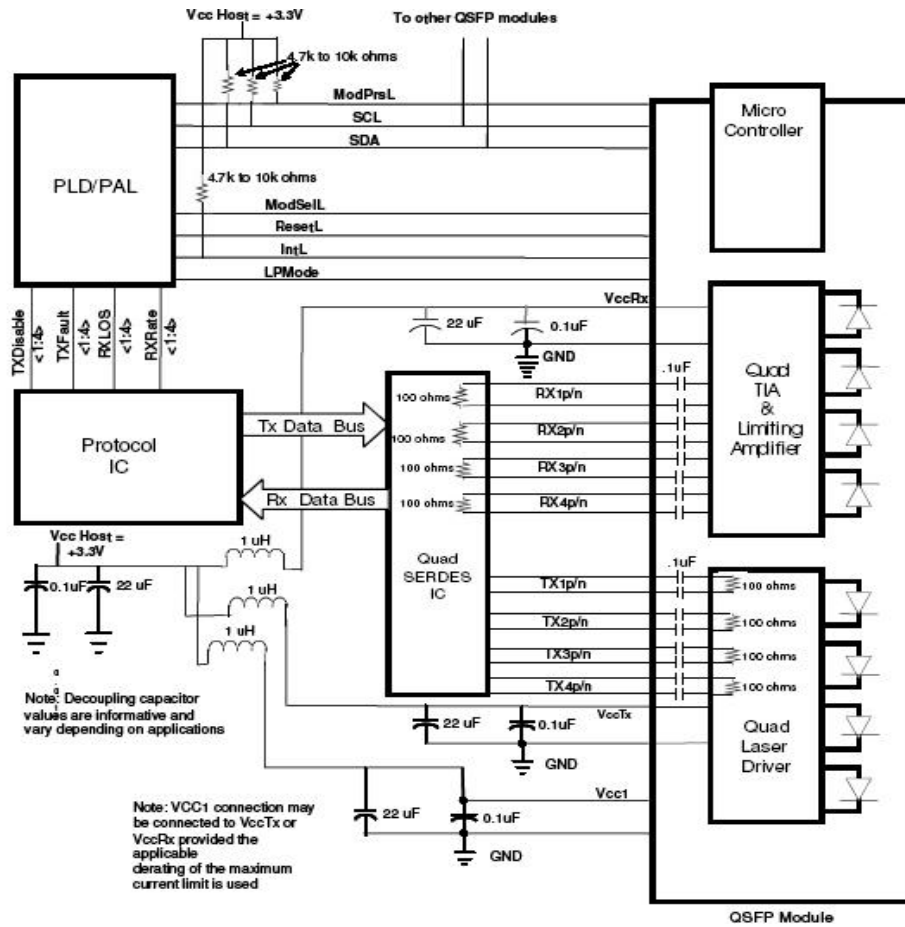 Vcc Host = +3.3V
To other QSFP modules
4.7k to 10k ohms
ModPrsL
SCL
SDA
Micro
Controller
PLD/PAL
4.7k to 10k ohms
ModSelL
ResetL
IntL
LPMode
TXDisable
<1:4>
TXFault
<1:4>
RXLOS
<1:4>
RXRate
<1:4>
VccRx
22 uF
0.1uF
GND
.1uF
100 ohms
RX1p/n
100 ohms
RX2p/n
100 ohms
RX3p/n
100 ohms
RX4p/n
Quad
TIA
&
Limiting
Amplifier
Protocol
IC
Tx Data Bus
Rx Data Bus
Quad
SERDES
IC
Vcc Host =
+3.3V
0.1uF
22 uF
1 uH
1 uH
1 uH
.1uF
TX1p/n
100 ohms
TX2p/n
100 ohms
TX3p/n
100 ohms
TX4p/n
100 ohms
Quad
Laser
Driver
VccTx
22 uF
0.1uF
GND
Note: Decoupling capacitor
values are informative and
vary depending on applications
Vcc1
22 uF
0.1uF
GND
Note: VCC1 connection may
be connected to VccTx or
VccRx provided the
applicable
derating of the maximum
current limit is used
QSFP Module